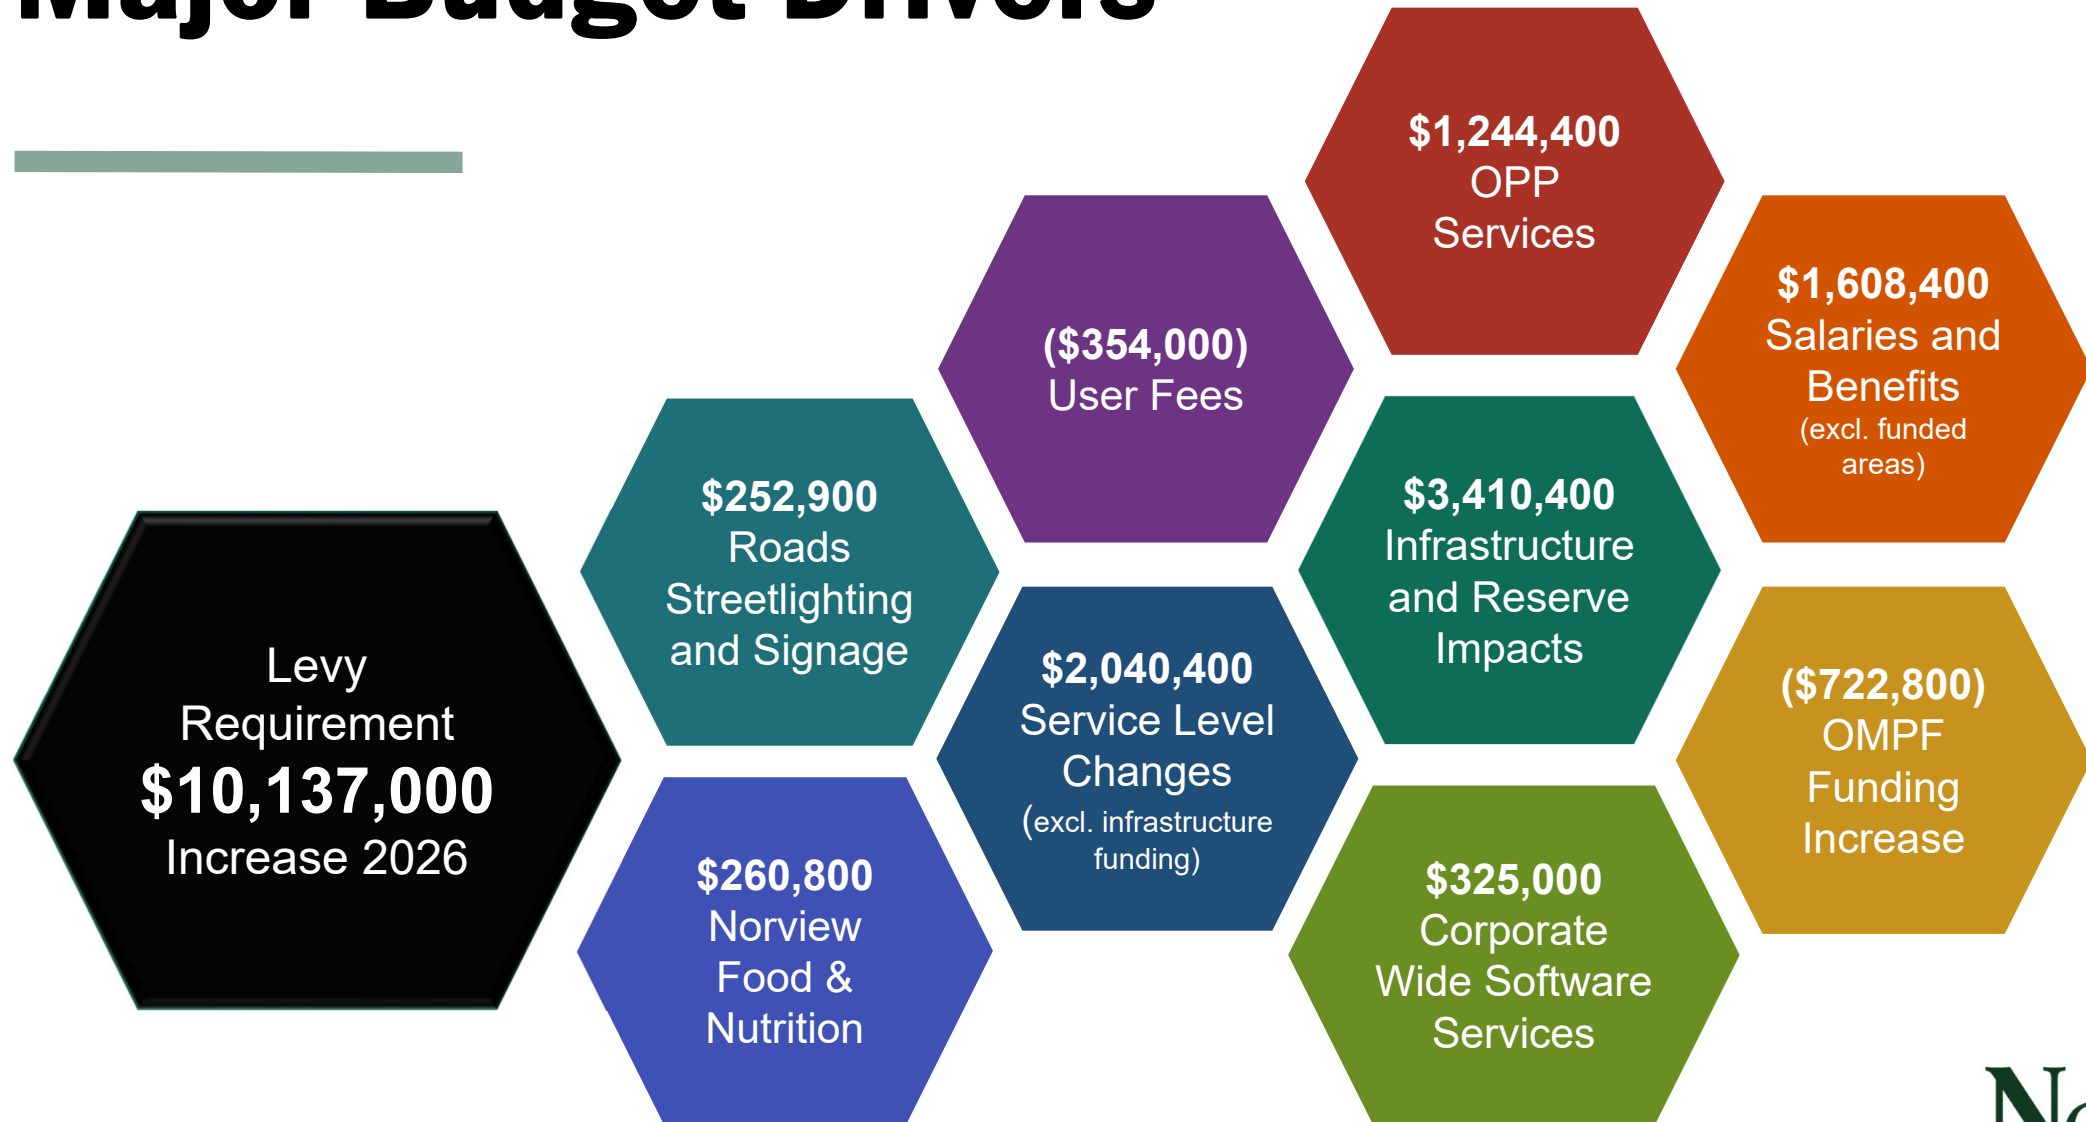 Major Budget Drivers
$1,244,400
OPP
Services
$1,608,400
Salaries and
Benefits
(excl. funded
areas)
($354,000)
User Fees
$252,900
Roads
Streetlighting
and Signage
$3,410,400
Infrastructure
and Reserve
Impacts
Levy
Requirement
$10,137,000
Increase 2026
$2,040,400
Service Level
Changes
(excl. infrastructure
funding)
($722,800)
OMPF
Funding
Increase
$260,800
Norview
Food &
Nutrition
$325,000
Corporate
Wide Software
Services